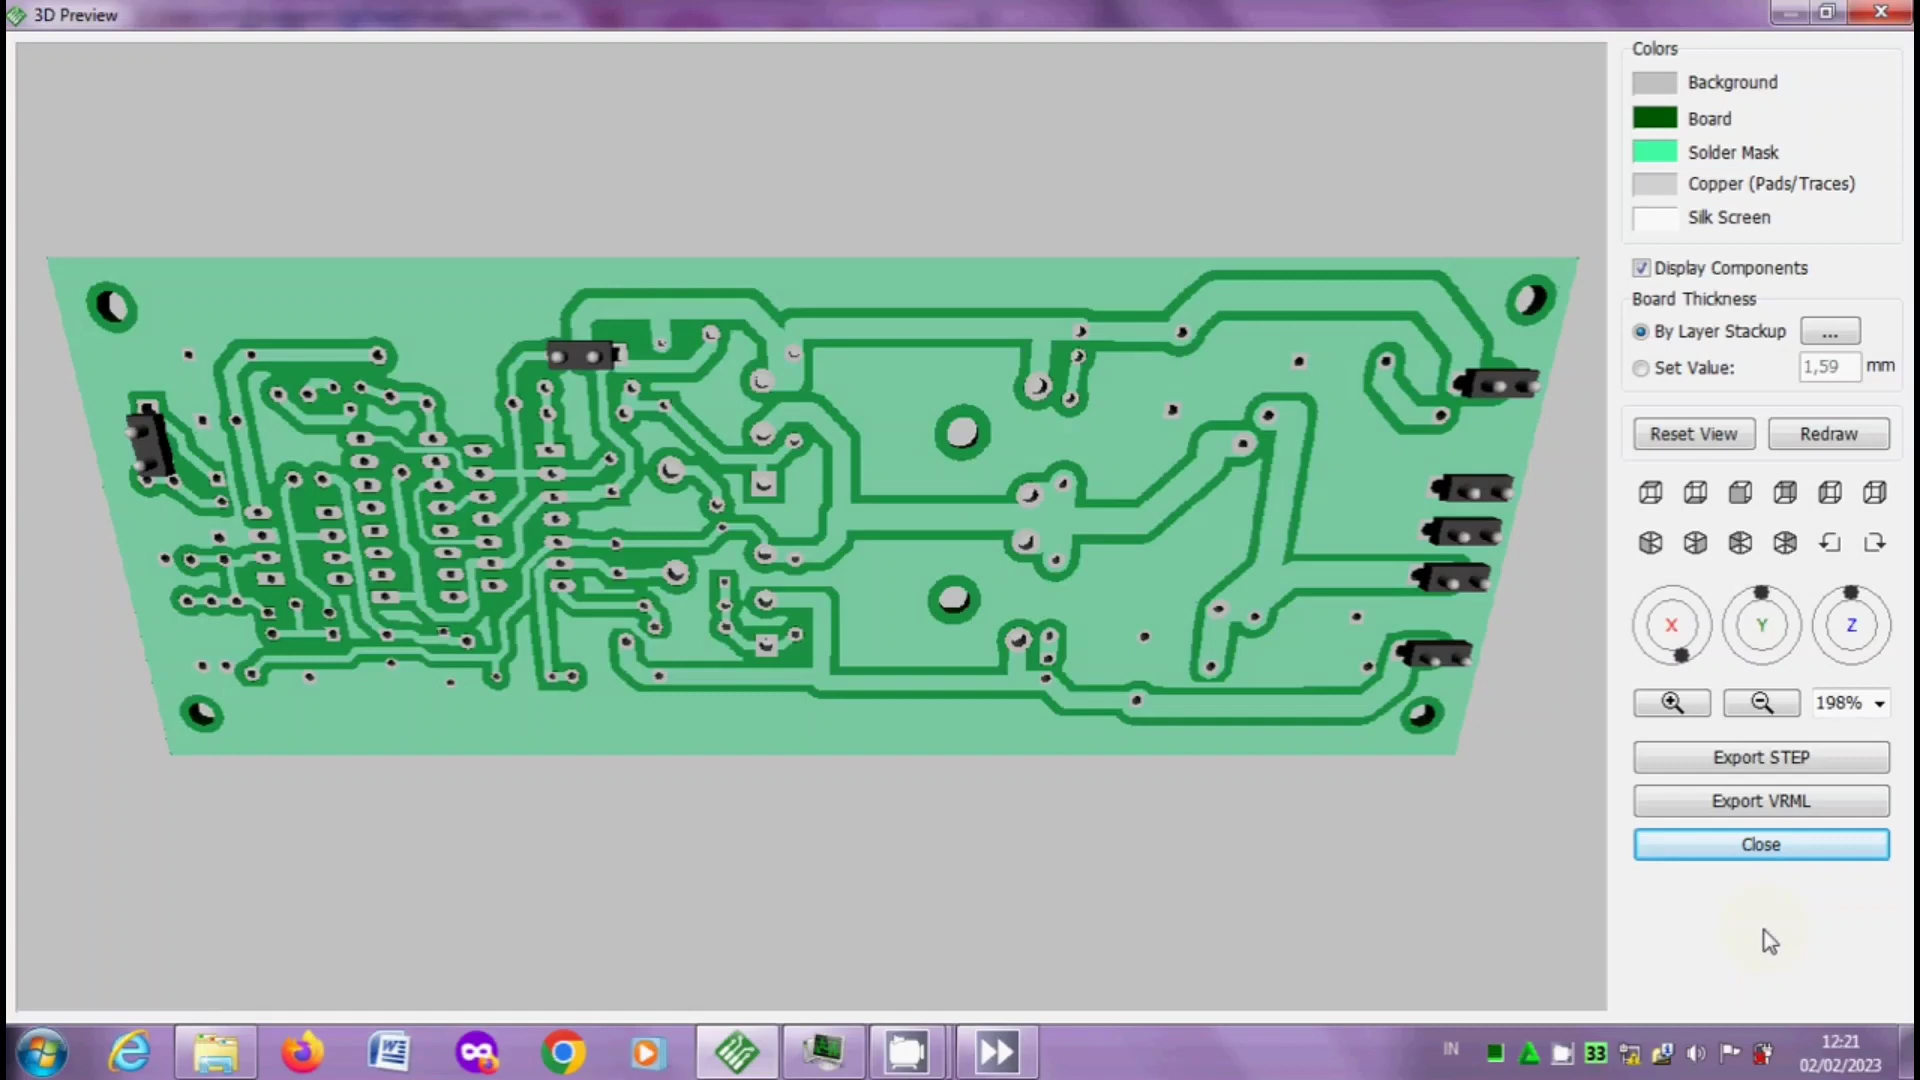 3D Preview
Colors
Background
Board
Solder Mask
Copper (Pads/Traces)
Silk Screen
Display Components
Board Thickness
By Layer Stackup ...
Set Value: 1,59 mm
Reset View Redraw
X Y Z
198%
Export STEP
Export VRML
Close
IN 33 12:21
02/02/2023